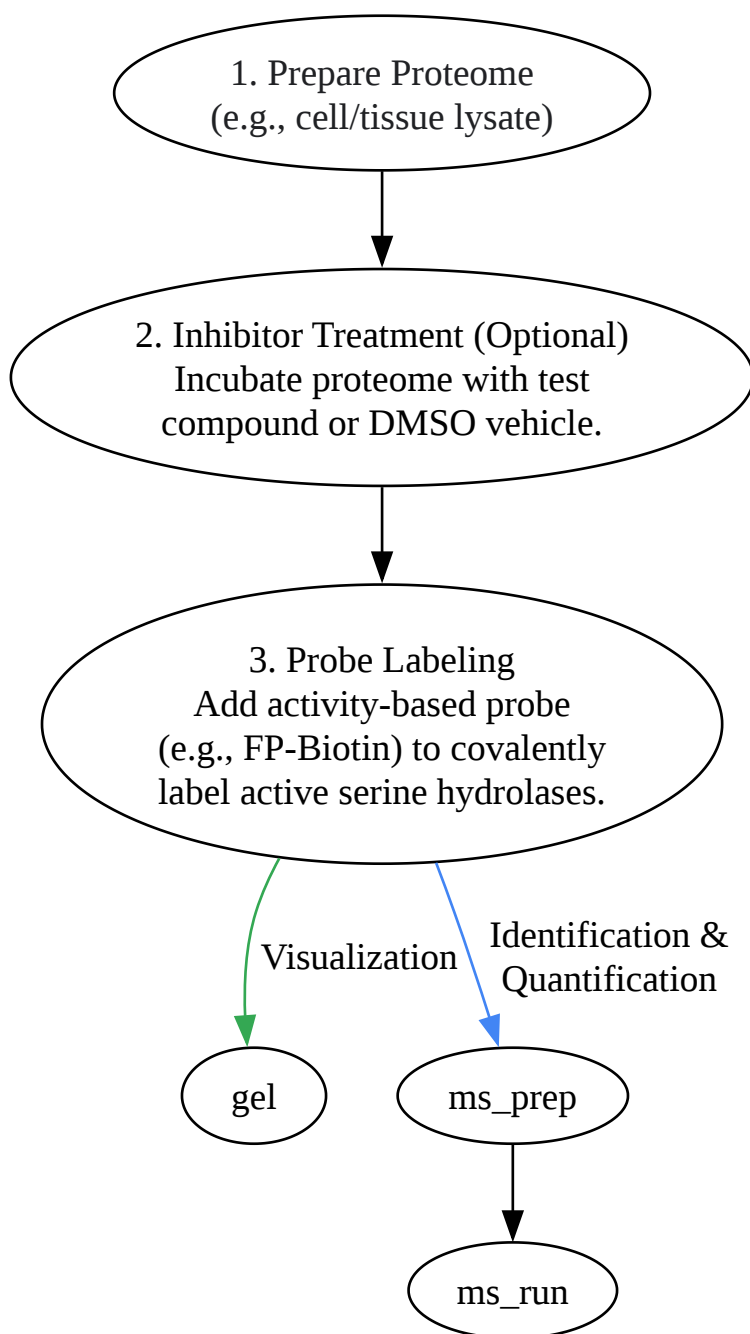 1. Prepare Proteome
(e.g., cell/tissue lysate)
2. Inhibitor Treatment (Optional)
Incubate proteome with test
compound or DMSO vehicle.
3. Probe Labeling
Add activity-based probe
(e.g., FP-Biotin) to covalently
label active serine hydrolases.
Visualization
Identification &
Quantification
gel
ms_prep
ms_run